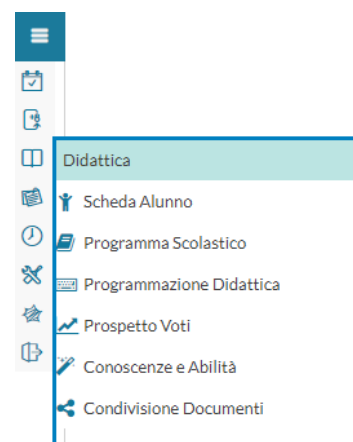 Didattica
Scheda Alunno
Programma Scolastico
Programmazione Didattica
Prospetto Voti
Conoscenze e Abilità
Condivisione Documenti